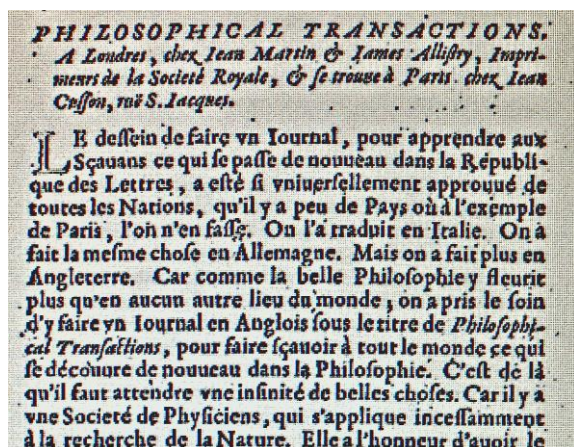 PHILOSOPHICAL TRANSACTIONS.
A Londres, chez Iean Martin & Iames Allistry, Impri-
meurs de la Societé Royale, & se trouue à Paris chez Iean
Cusson, ruë S. Iacques.
LE dessein de faire vn Iournal, pour apprendre aux
Sçauans ce qui se passe de nouueau dans la Républi-
que des Lettres, a esté si vniuersellement approuué de
toutes les Nations, qu'il y a peu de Pays où à l'exemple
de Paris, l'on n'en fasse. On l'a traduit en Italie. On a
fait la mesme chose en Allemagne. Mais on a fait plus en
Angleterre. Car comme la belle Philosophie y fleurit
plus qu'en aucun autre lieu du monde, on a pris le soin
d'y faire vn Iournal en Anglois sous le titre de Philosophi-
cal Transactions, pour faire sçauoir à tout le monde ce qui
se découure de nouueau dans la Philosophie. C'est de là
qu'il faut attendre vne infinité de belles choses. Car il y a
vne Societé de Physiciens, qui s'applique incessamment
à la recherche de la Nature. Elle a l'honneur d'auoir le